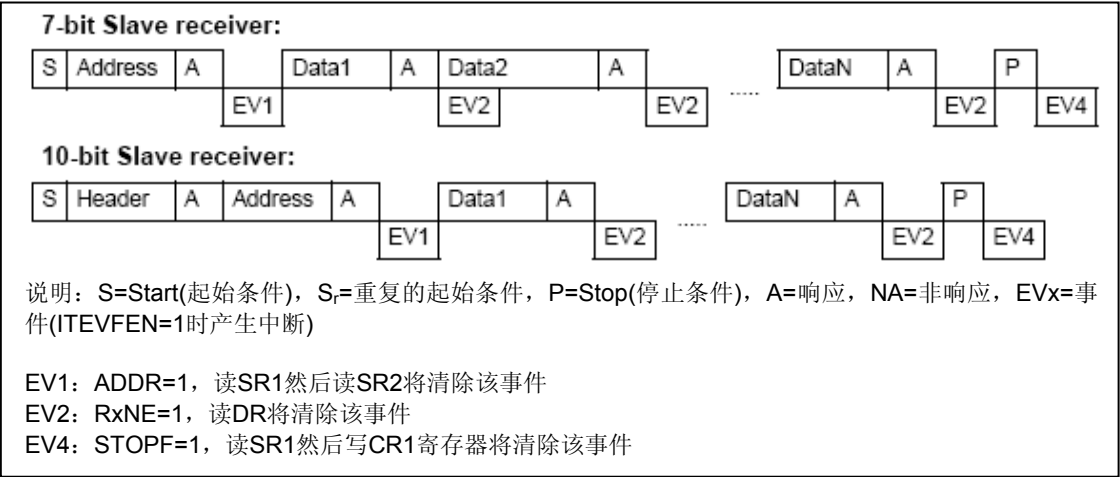 7-bit Slave receiver:
S Address A Data1 A Data2 A DataN A P
EV1 EV2 EV2 ..... EV2 EV4
10-bit Slave receiver:
S Header A Address A Data1 A DataN A P
EV1 EV2 ..... EV2 EV4
说明：S=Start(起始条件)，Sr=重复的起始条件，P=Stop(停止条件)，A=响应，NA=非响应，EVx=事
件(ITEVFEN=1时产生中断)
EV1：ADDR=1，读SR1然后读SR2将清除该事件
EV2：RxNE=1，读DR将清除该事件
EV4：STOPF=1，读SR1然后写CR1寄存器将清除该事件